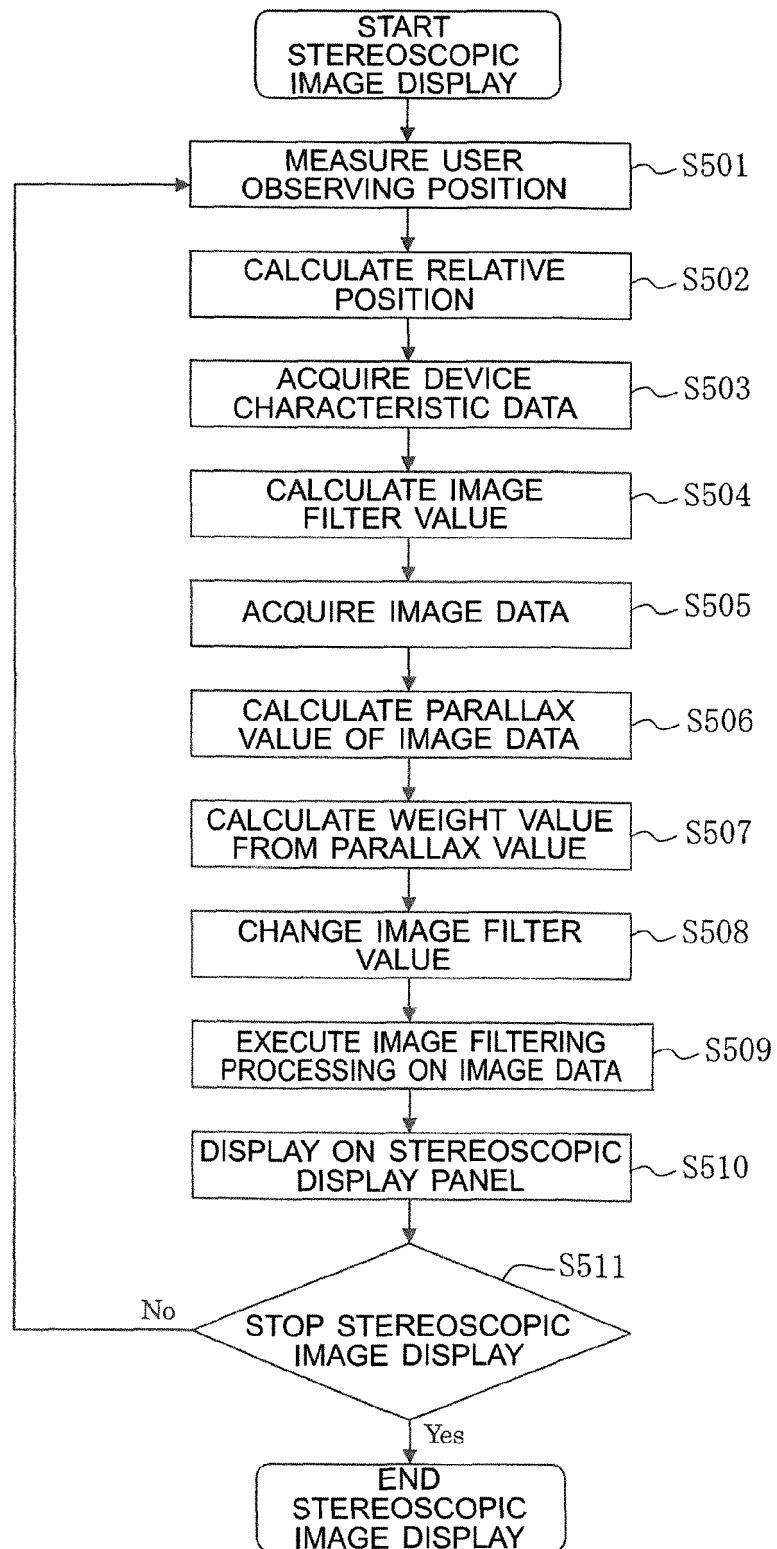 START
STEREOSCOPIC
IMAGE DISPLAY
MEASURE USER
OBSERVING POSITION
S501
CALCULATE RELATIVE
POSITION
S502
ACQUIRE DEVICE
CHARACTERISTIC DATA
S503
CALCULATE IMAGE
FILTER VALUE
S504
ACQUIRE IMAGE DATA
S505
CALCULATE PARALLAX
VALUE OF IMAGE DATA
S506
CALCULATE WEIGHT VALUE
FROM PARALLAX VALUE
S507
CHANGE IMAGE FILTER
VALUE
S508
EXECUTE IMAGE FILTERING
PROCESSING ON IMAGE DATA
S509
DISPLAY ON STEREOSCOPIC
DISPLAY PANEL
S510
S511
No
STOP STEREOSCOPIC
IMAGE DISPLAY
Yes
END
STEREOSCOPIC
IMAGE DISPLAY